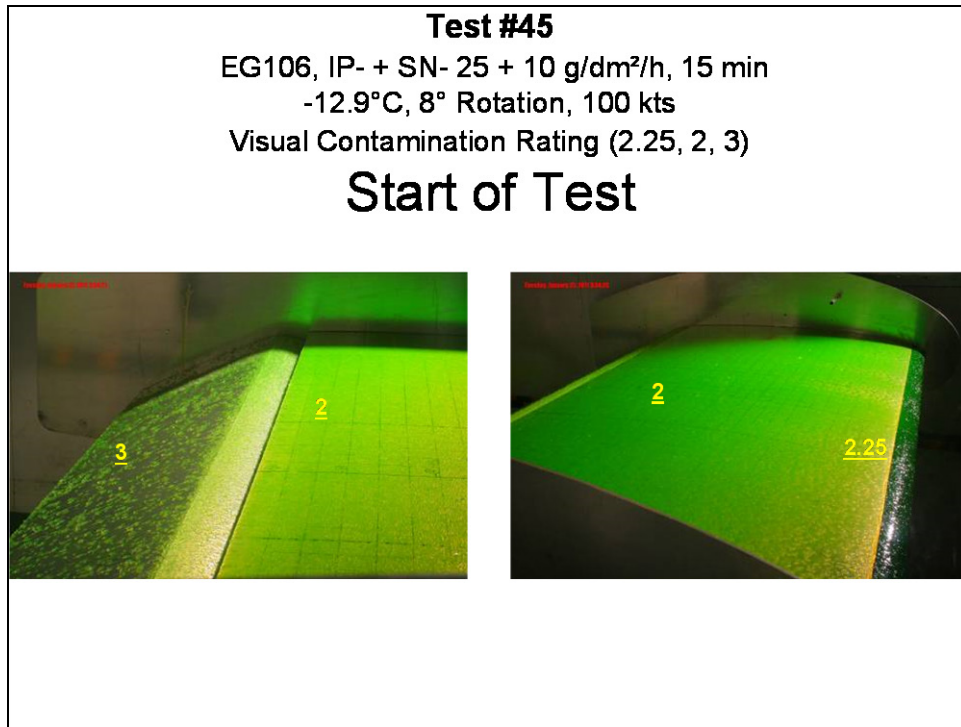 Test #45
EG106, IP- + SN- 25 + 10 g/dm²/h, 15 min
-12.9°C, 8° Rotation, 100 kts
Visual Contamination Rating (2.25, 2, 3)
Start of Test
2
3
2
2.25